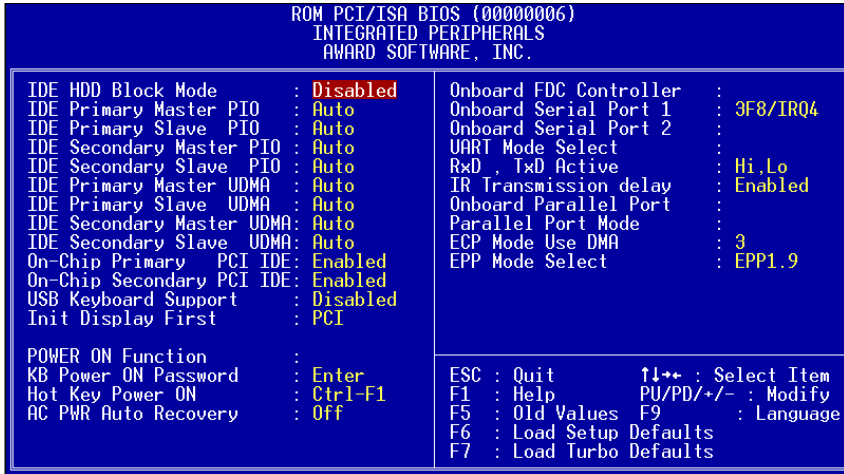 ROM PCI/ISA BIOS (00000006)
INTEGRATED PERIPHERALS
AWARD SOFTWARE, INC.
IDE HDD Block Mode : Disabled
IDE Primary Master PIO : Auto
IDE Primary Slave PIO : Auto
IDE Secondary Master PIO : Auto
IDE Secondary Slave PIO : Auto
IDE Primary Master UDMA : Auto
IDE Primary Slave UDMA : Auto
IDE Secondary Master UDMA: Auto
IDE Secondary Slave UDMA: Auto
On-Chip Primary PCI IDE: Enabled
On-Chip Secondary PCI IDE: Enabled
USB Keyboard Support : Disabled
Init Display First : PCI
POWER ON Function :
KB Power ON Password : Enter
Hot Key Power ON : Ctrl-F1
AC PWR Auto Recovery : Off
Onboard FDC Controller :
Onboard Serial Port 1 : 3F8/IRQ4
Onboard Serial Port 2 :
UART Mode Select :
RxD , TxD Active : Hi,Lo
IR Transmission delay : Enabled
Onboard Parallel Port :
Parallel Port Mode :
ECP Mode Use DMA : 3
EPP Mode Select : EPP1.9
ESC : Quit ↑↓→← : Select Item
F1 : Help PU/PD/+/- : Modify
F5 : Old Values F9 : Language
F6 : Load Setup Defaults
F7 : Load Turbo Defaults